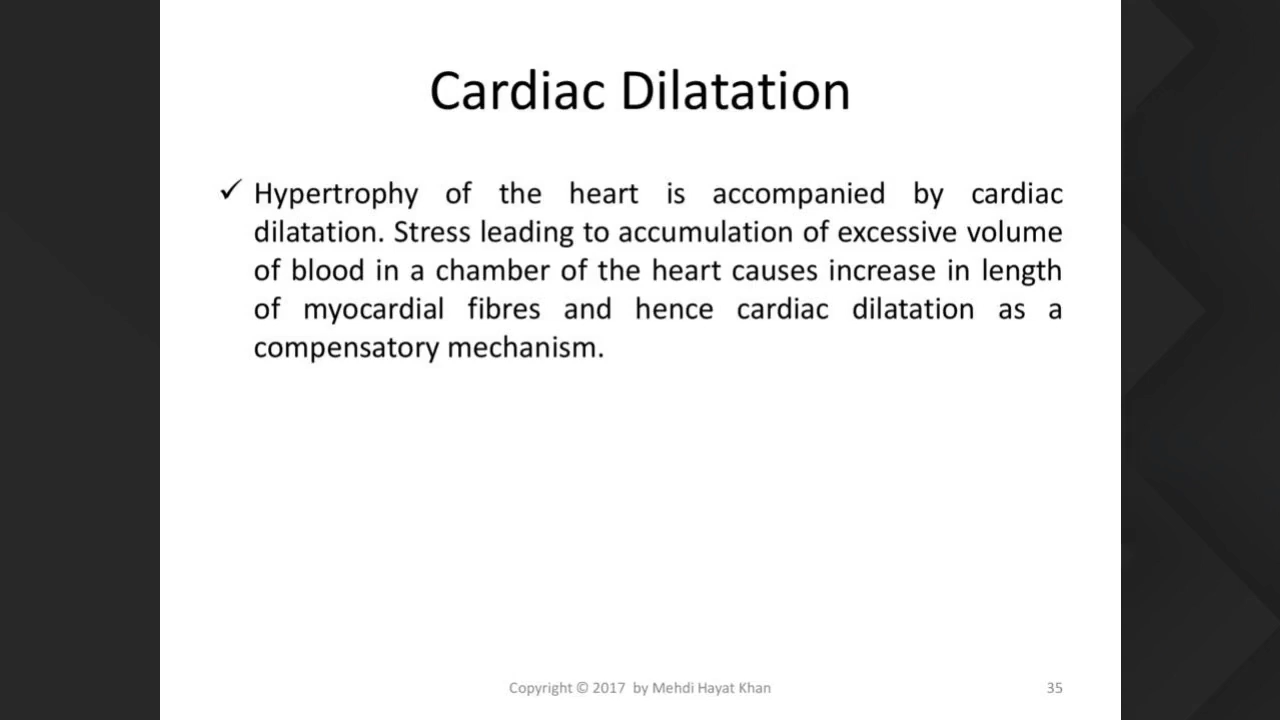 Cardiac Dilatation
✓ Hypertrophy of the heart is accompanied by cardiac
dilatation. Stress leading to accumulation of excessive volume
of blood in a chamber of the heart causes increase in length
of myocardial fibres and hence cardiac dilatation as a
compensatory mechanism.
Copyright © 2017 by Mehdi Hayat Khan
35